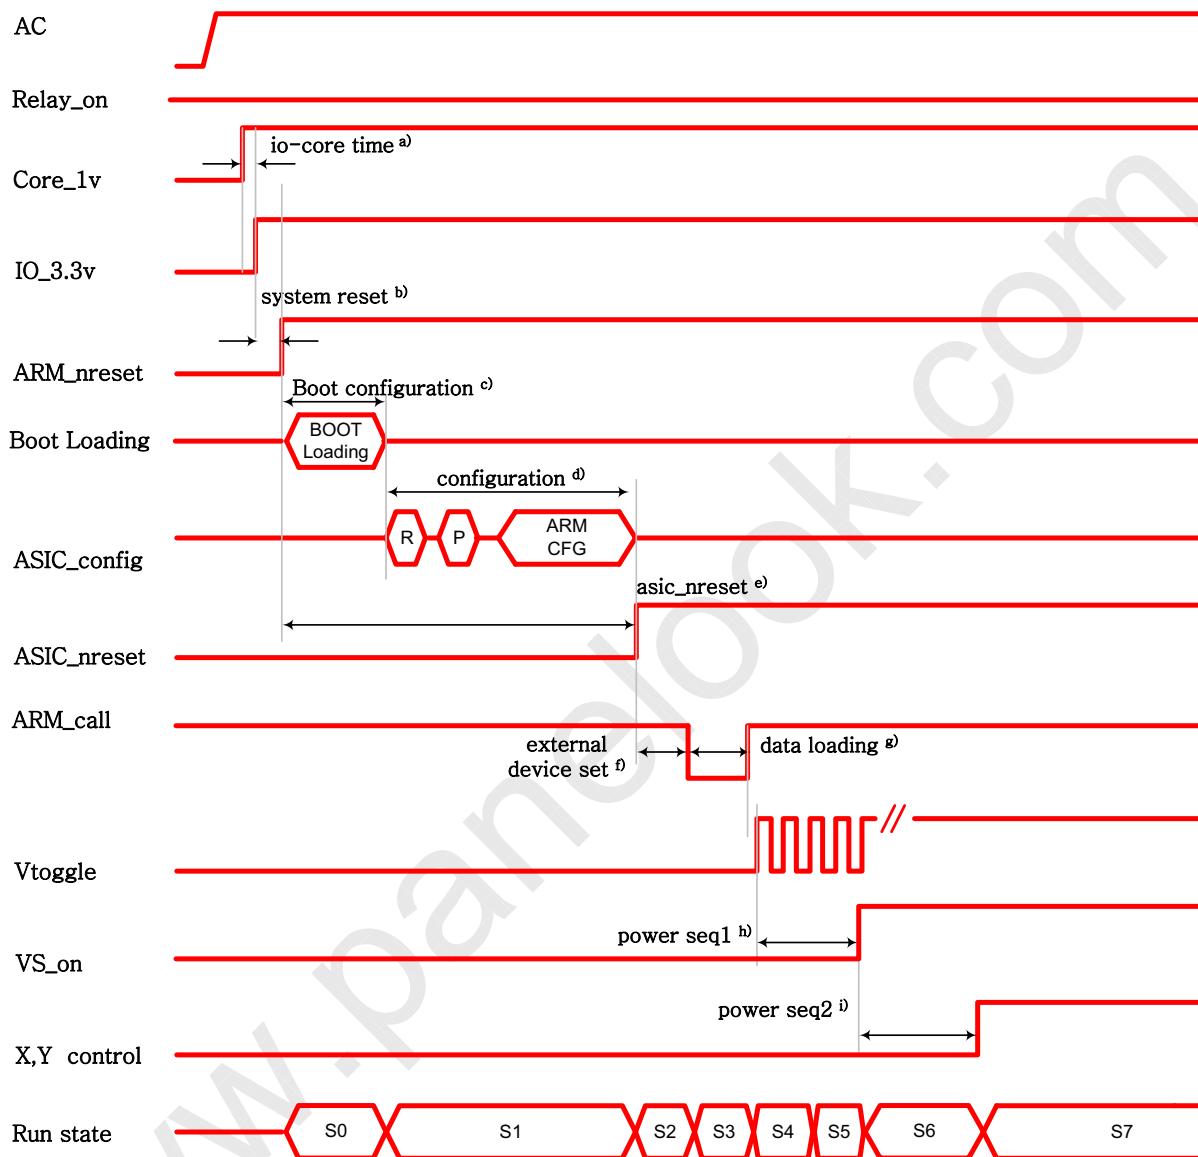 AC
Relay_on
io-core time a)
Core_1v
IO_3.3v
system reset b)
ARM_nreset
Boot configuration c)
Boot Loading
BOOT
Loading
configuration d)
R
P
ARM
CFG
ASIC_config
asic_nreset e)
ASIC_nreset
ARM_call
external
device set f)
data loading g)
Vtoggle
power seq1 h)
VS_on
power seq2 i)
X,Y control
Run state
S0
S1
S2
S3
S4
S5
S6
S7
w.panelook.com